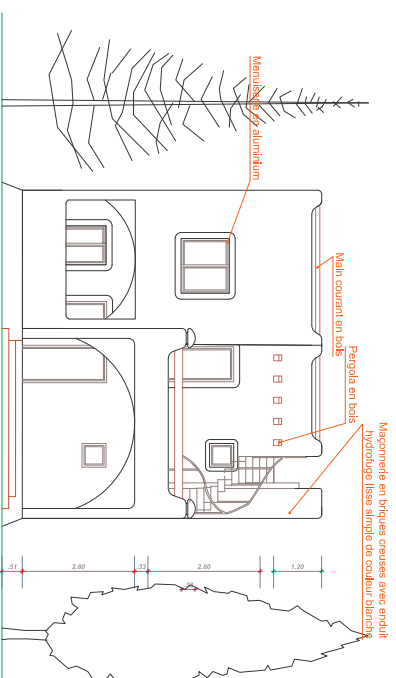 Menuiserie en aluminium
Main courant en bois
Pergola en bois
Maçonnerie en briques creuses avec enduit
hydrofuge lisse simple de couleur blanche
.51
2.80
.33
2.80
1.20